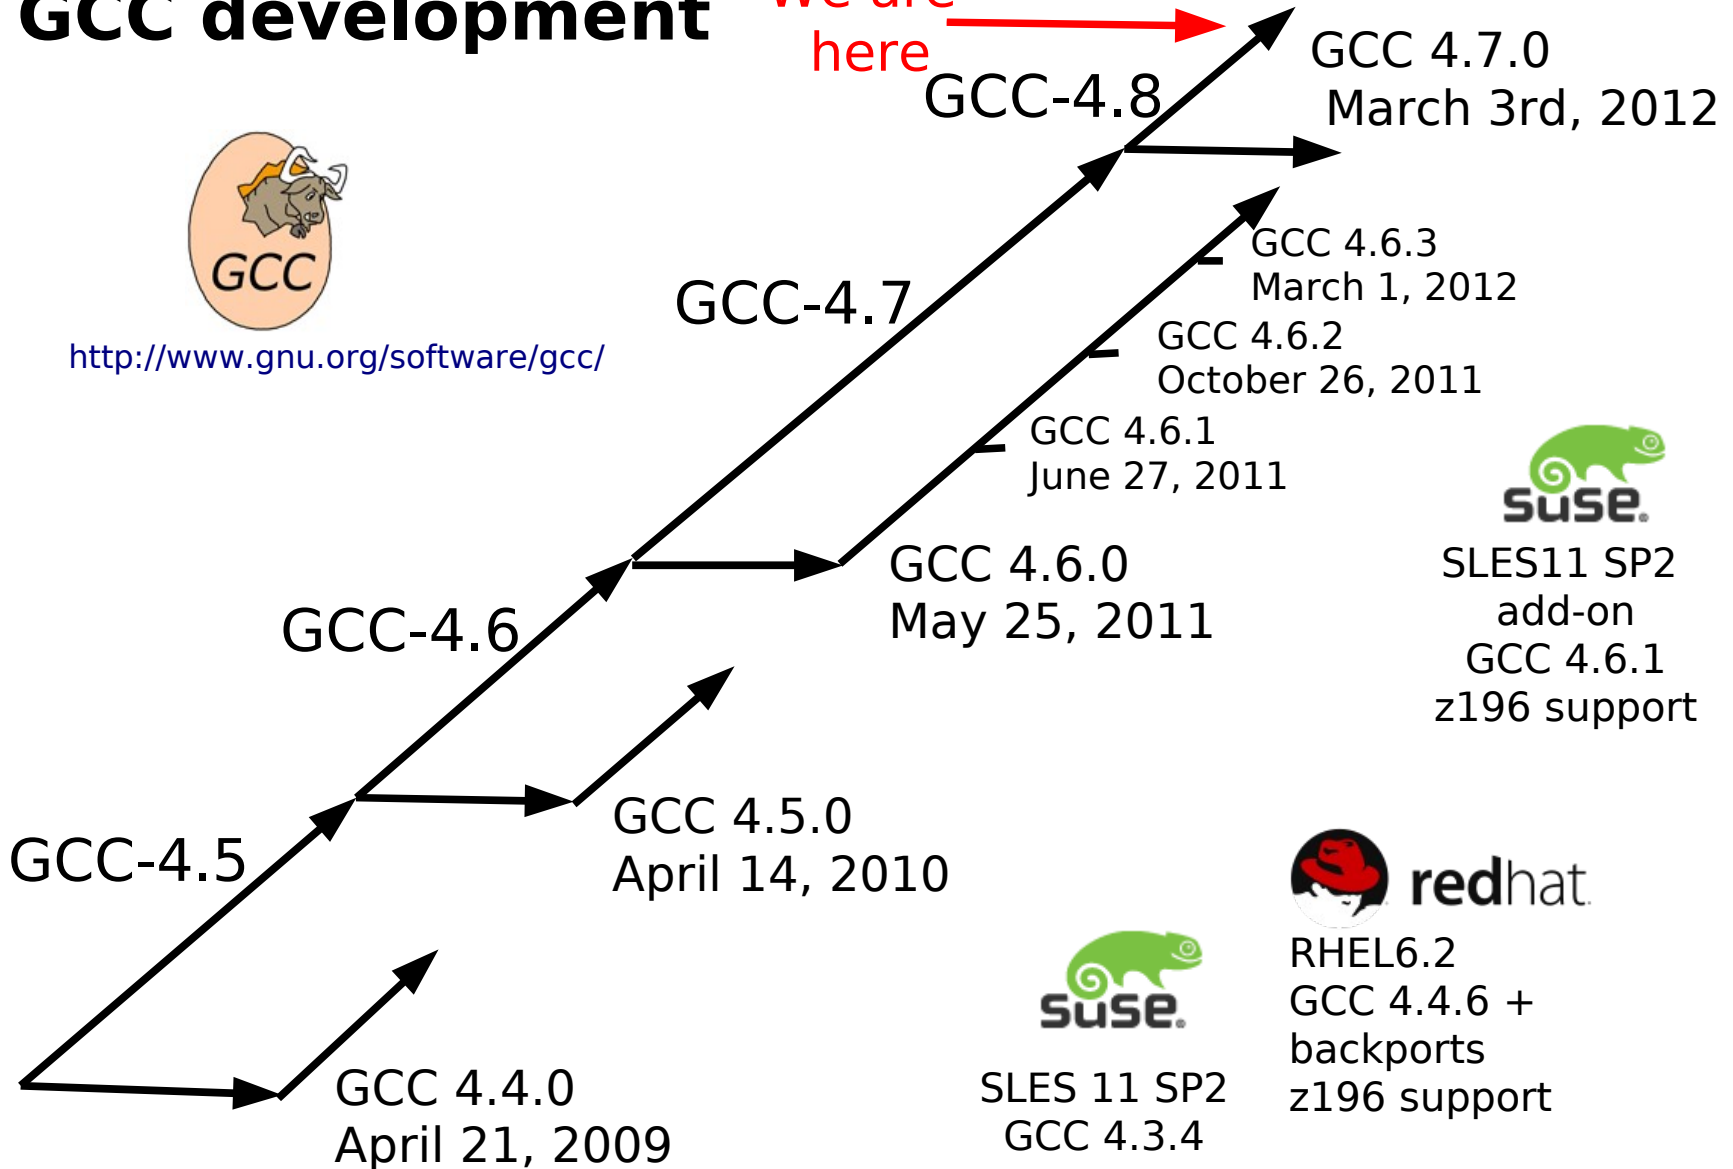 GCC development
We are
here
GCC-4.8
GCC 4.7.0
March 3rd, 2012
GCC
http://www.gnu.org/software/gcc/
GCC-4.7
GCC 4.6.3
March 1, 2012
GCC 4.6.2
October 26, 2011
GCC 4.6.1
June 27, 2011
suse®
SLES11 SP2
add-on
GCC 4.6.1
z196 support
GCC 4.6.0
May 25, 2011
GCC-4.6
GCC 4.5.0
April 14, 2010
GCC-4.5
redhat.
RHEL6.2
GCC 4.4.6 +
backports
z196 support
suse®
SLES 11 SP2
GCC 4.3.4
GCC 4.4.0
April 21, 2009